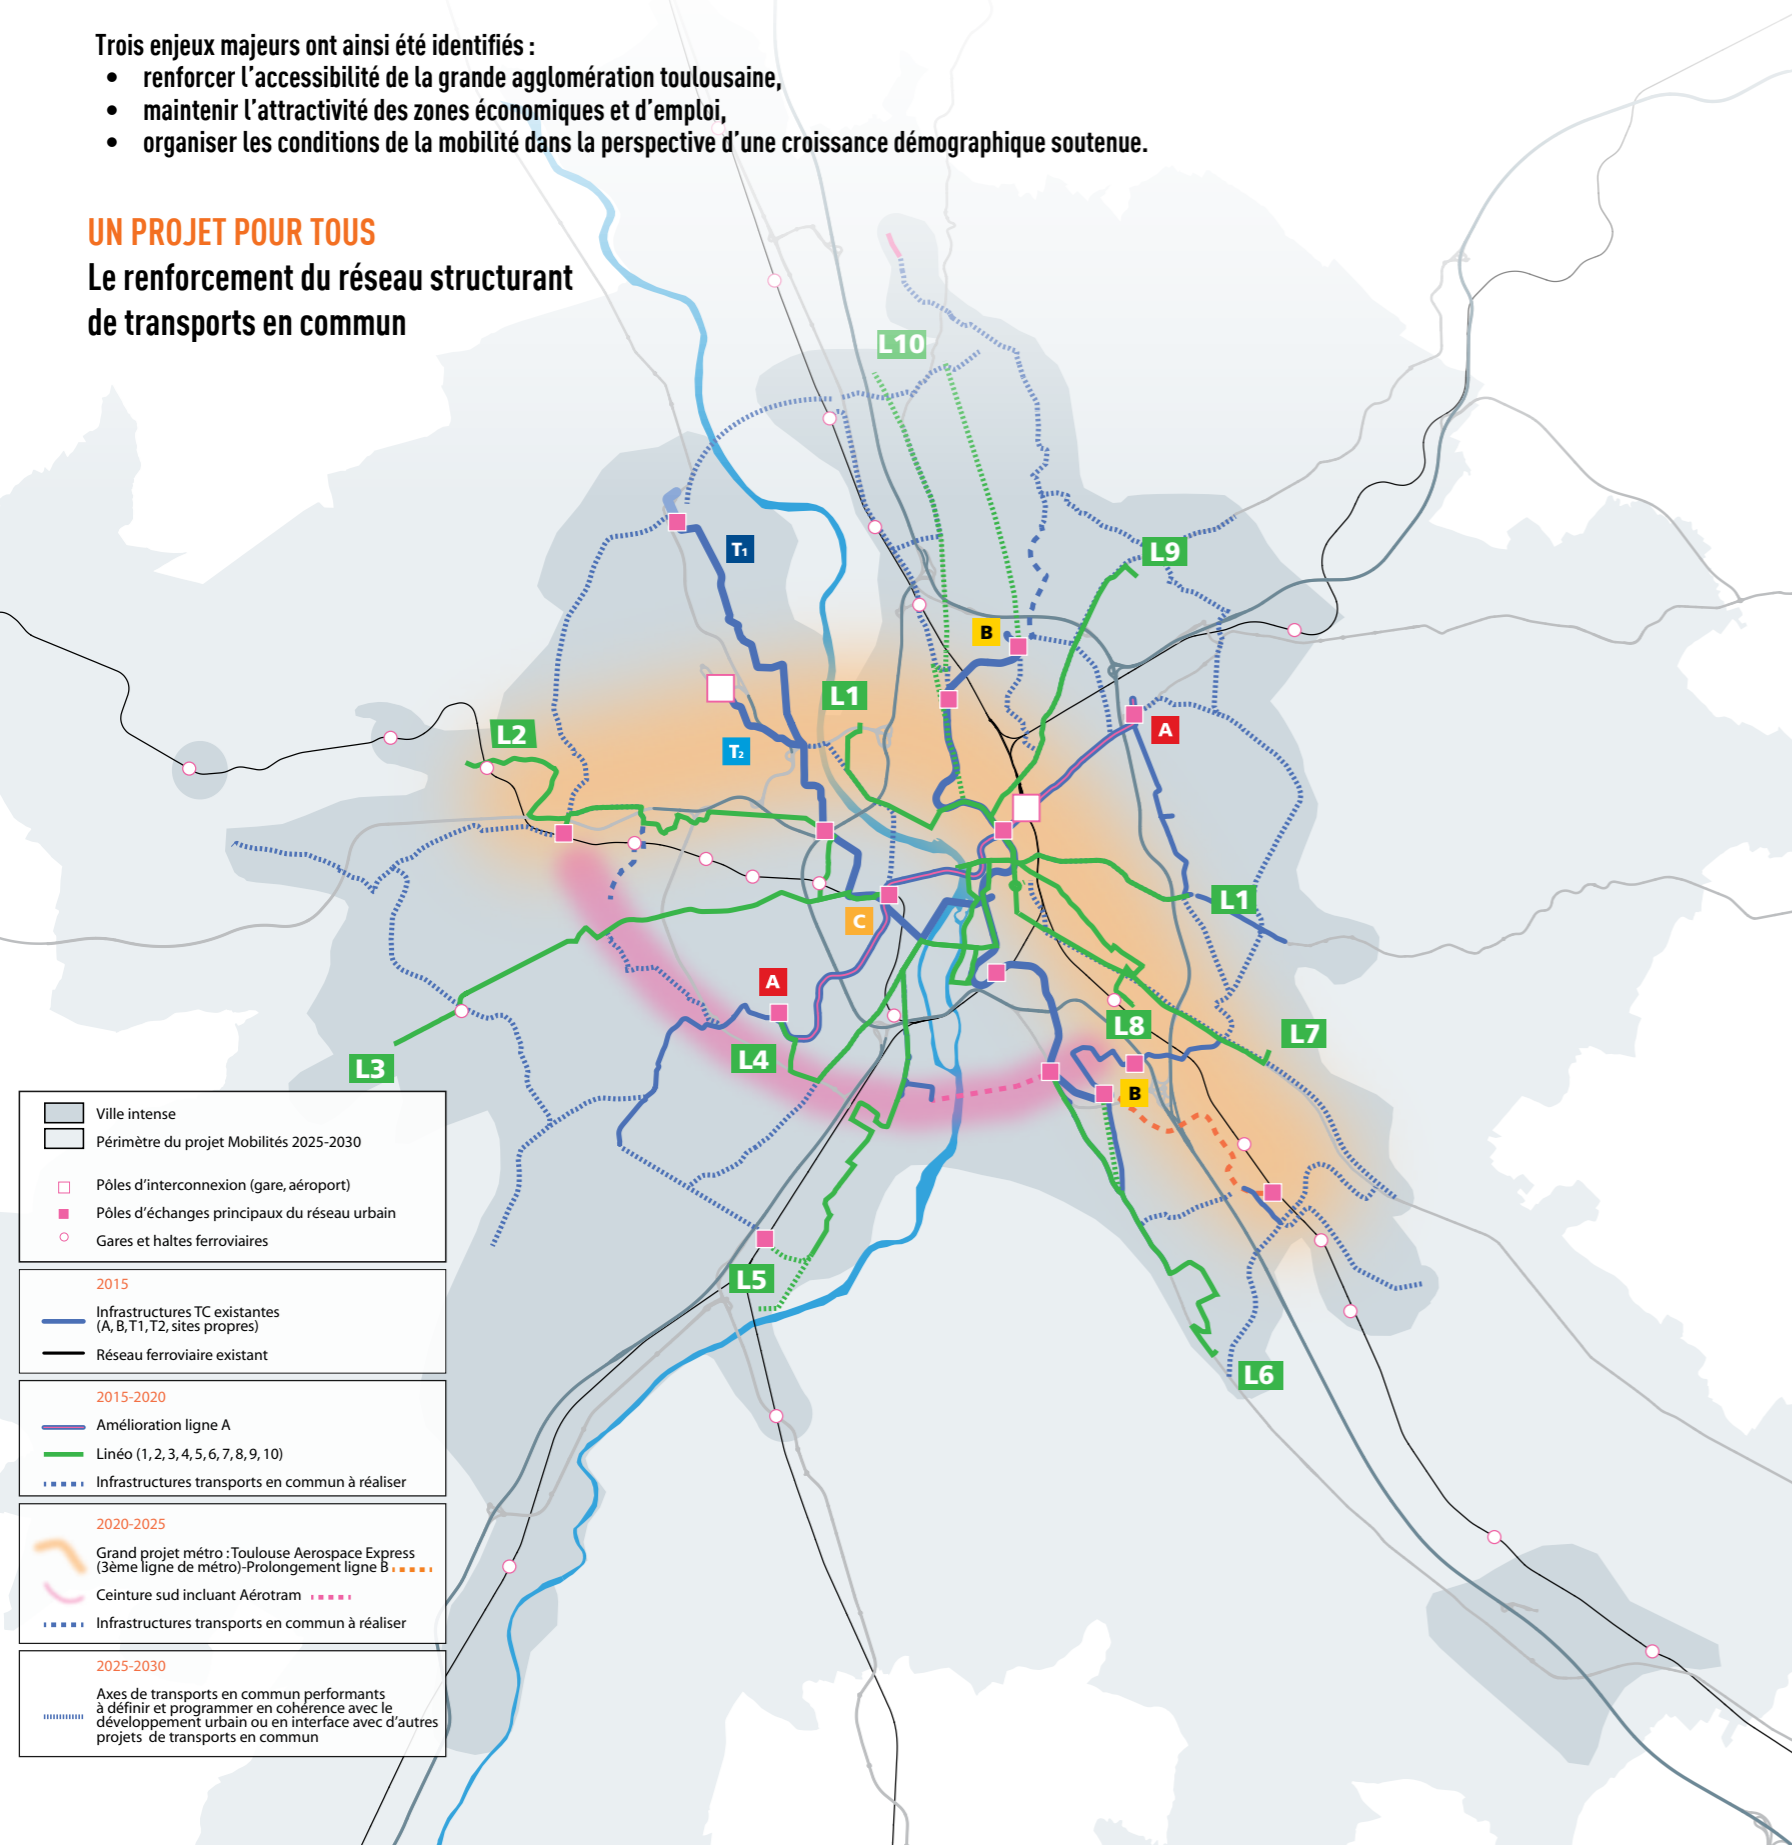 Trois enjeux majeurs ont ainsi été identifiés :
• renforcer l'accessibilité de la grande agglomération toulousaine,
• maintenir l'attractivité des zones économiques et d'emploi,
• organiser les conditions de la mobilité dans la perspective d'une croissance démographique soutenue.
UN PROJET POUR TOUS
Le renforcement du réseau structurant
de transports en commun
L10
T1
L9
B
L1
A
L2
T2
L1
C
A
L8
L7
L4
L3
B
L5
L6
Ville intense
Périmètre du projet Mobilités 2025-2030
Pôles d'interconnexion (gare, aéroport)
Pôles d'échanges principaux du réseau urbain
Gares et haltes ferroviaires
2015
Infrastructures TC existantes
(A, B, T1, T2, sites propres)
Réseau ferroviaire existant
2015-2020
Amélioration ligne A
Linéo (1, 2, 3, 4, 5, 6, 7, 8, 9, 10)
Infrastructures transports en commun à réaliser
2020-2025
Grand projet métro : Toulouse Aerospace Express
(3ème ligne de métro)-Prolongement ligne B
Ceinture sud incluant Aérotram
Infrastructures transports en commun à réaliser
2025-2030
Axes de transports en commun performants
à définir et programmer en cohérence avec le
développement urbain ou en interface avec d'autres
projets de transports en commun